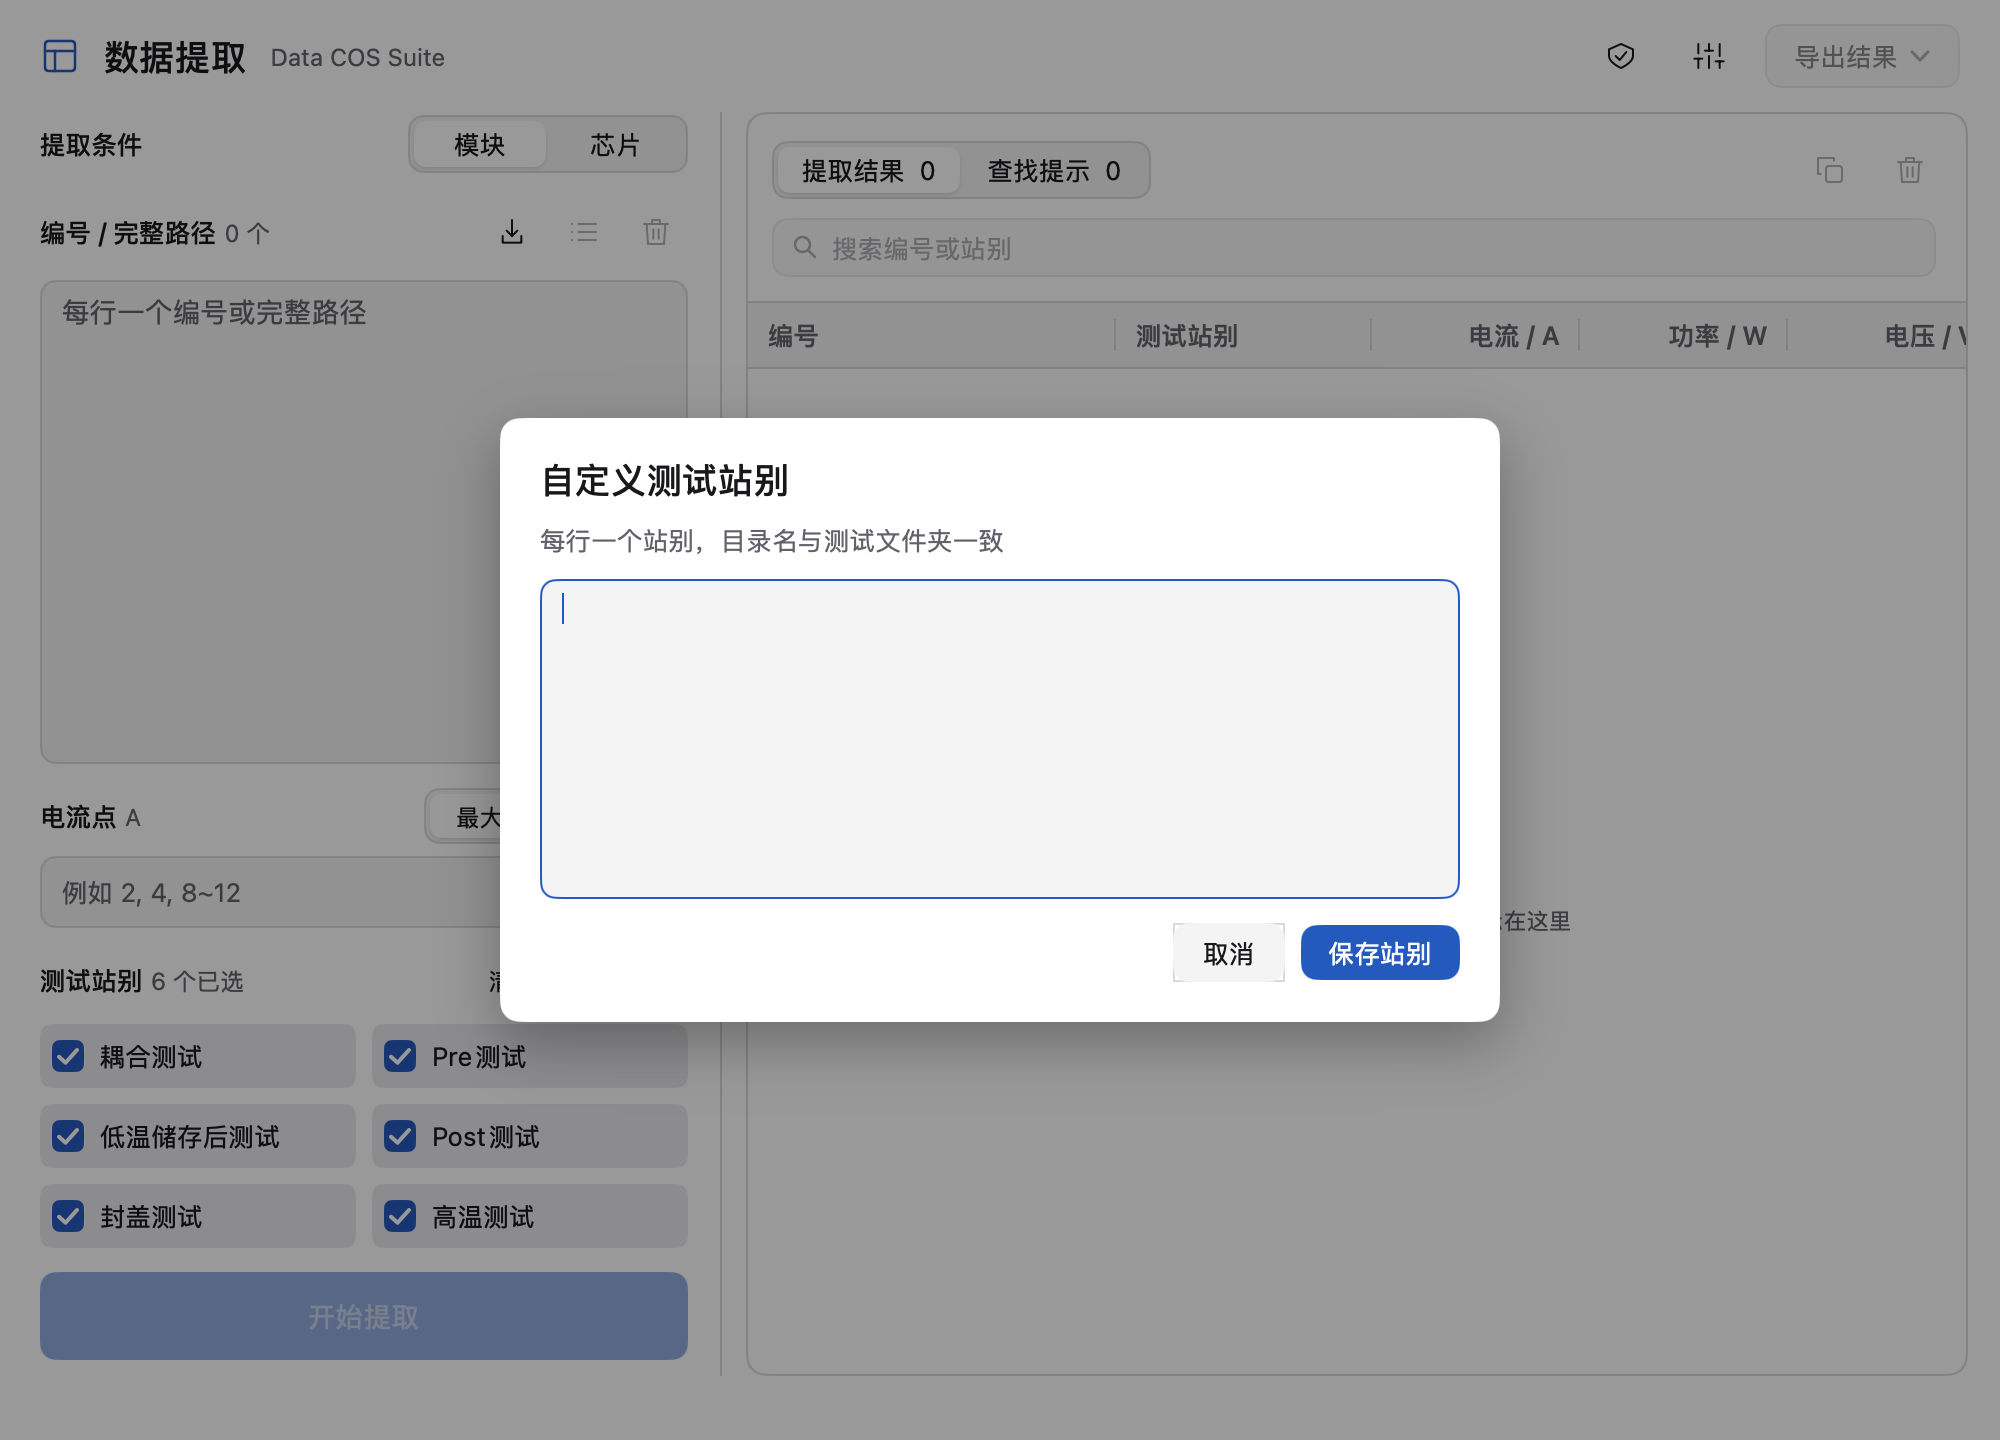 数据提取 Data COS Suite
导出结果
提取条件
模块 芯片
编号 / 完整路径 0 个
每行一个编号或完整路径
电流点 A
最大
例如 2, 4, 8~12
测试站别 6 个已选
耦合测试
Pre测试
低温储存后测试
Post测试
封盖测试
高温测试
开始提取
提取结果 0 查找提示 0
搜索编号或站别
编号 测试站别 电流 / A 功率 / W 电压 /
在这里
自定义测试站别
每行一个站别，目录名与测试文件夹一致
取消 保存站别